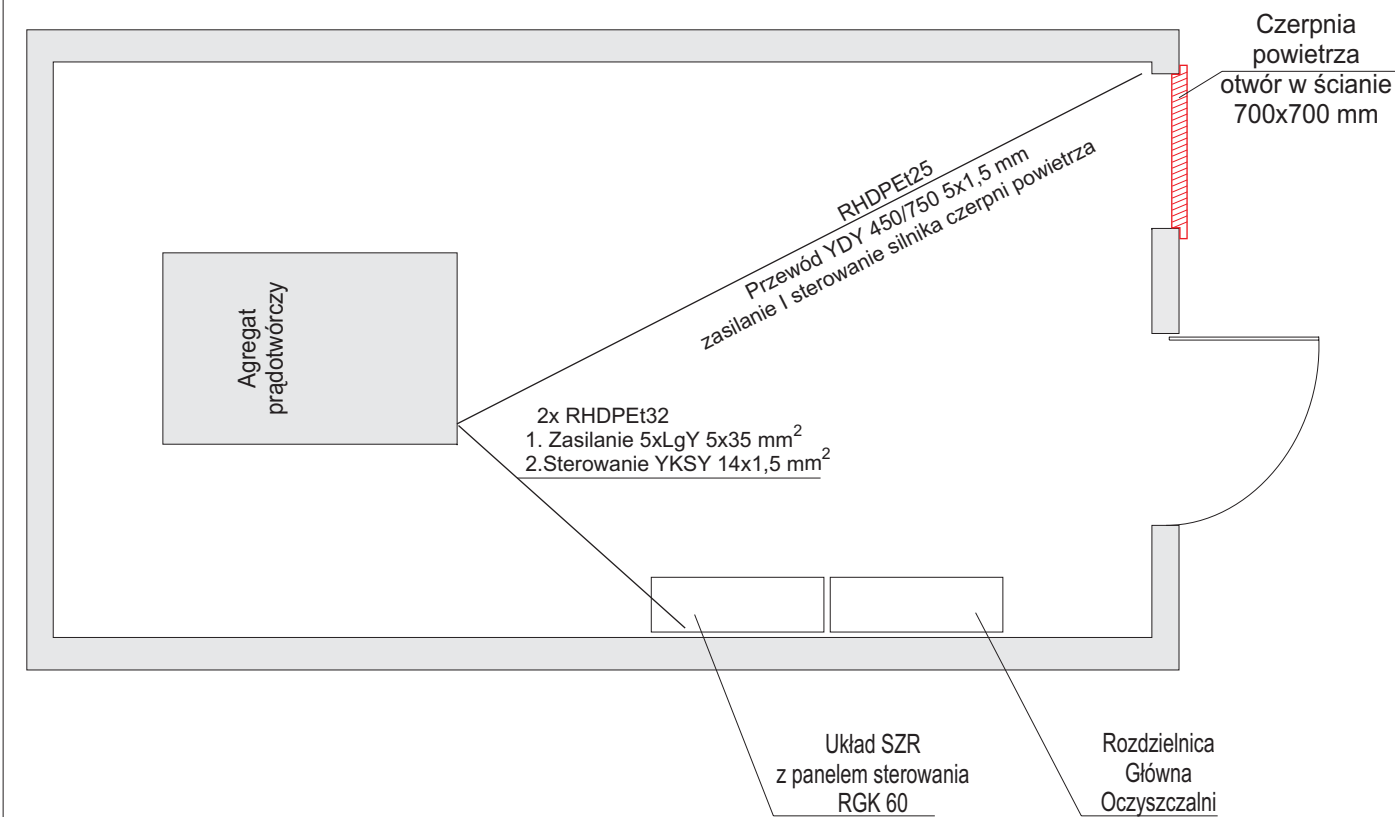 Czerpnia
powietrza
otwór w ścianie
700x700 mm
RHDPEt25
Przewód YDY 450/750 5x1,5 mm
zasilanie I sterowanie silnika czerpni powietrza
Agregat
prądotwórczy
2x RHDPEt32
1. Zasilanie 5xLgY 5x35 mm²
2.Sterowanie YKSY 14x1,5 mm²
Układ SZR
z panelem sterowania
RGK 60
Rozdzielnica
Główna
Oczyszczalni